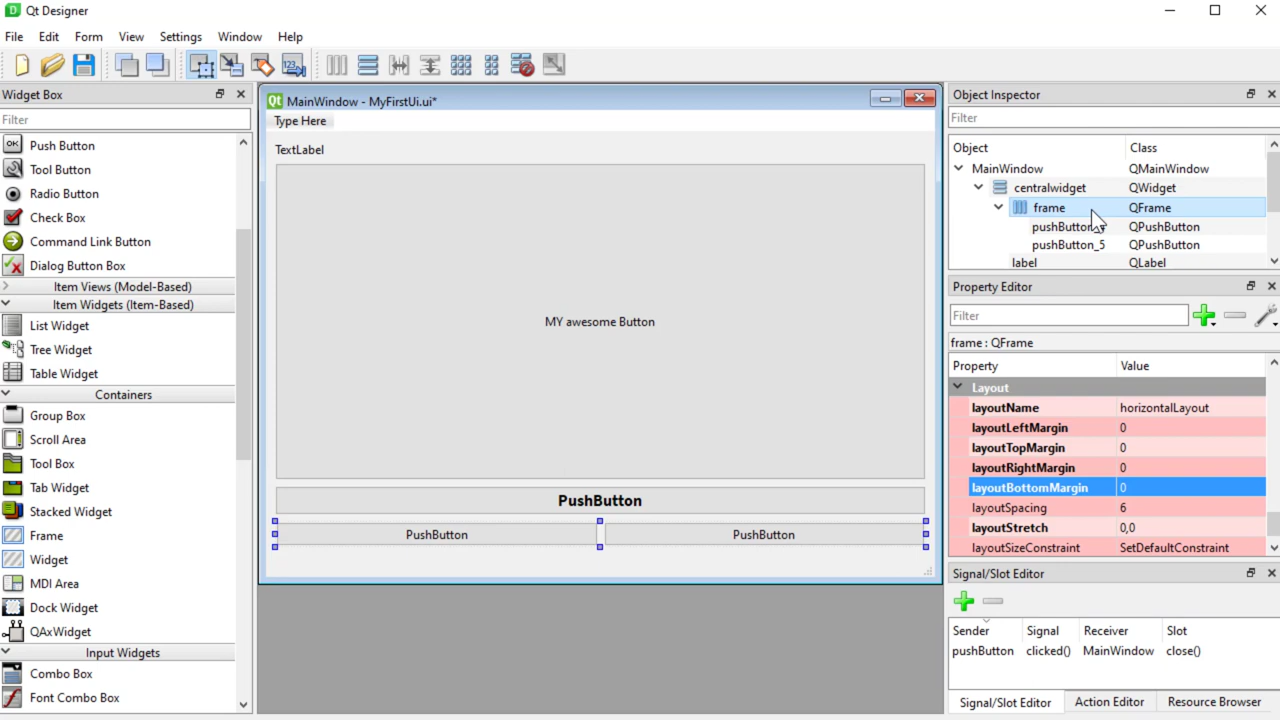 Qt Designer
File Edit Form View Settings Window Help
Widget Box
Filter
Push Button
Tool Button
Radio Button
Check Box
Command Link Button
Dialog Button Box
Item Views (Model-Based)
Item Widgets (Item-Based)
List Widget
Tree Widget
Table Widget
Containers
Group Box
Scroll Area
Tool Box
Tab Widget
Stacked Widget
Frame
Widget
MDI Area
Dock Widget
QAxWidget
Input Widgets
Combo Box
Font Combo Box
MainWindow - MyFirstUi.ui*
Type Here
TextLabel
MY awesome Button
PushButton
PushButton PushButton
Object Inspector
Filter
Object Class
MainWindow QMainWindow
centralwidget QWidget
frame QFrame
pushButton QPushButton
pushButton_5 QPushButton
label QLabel
Property Editor
Filter
frame : QFrame
Property Value
Layout
layoutName horizontalLayout
layoutLeftMargin 0
layoutTopMargin 0
layoutRightMargin 0
layoutBottomMargin 0
layoutSpacing 6
layoutStretch 0,0
layoutSizeConstraint SetDefaultConstraint
Signal/Slot Editor
Sender Signal Receiver Slot
pushButton clicked() MainWindow close()
Signal/Slot Editor Action Editor Resource Browser